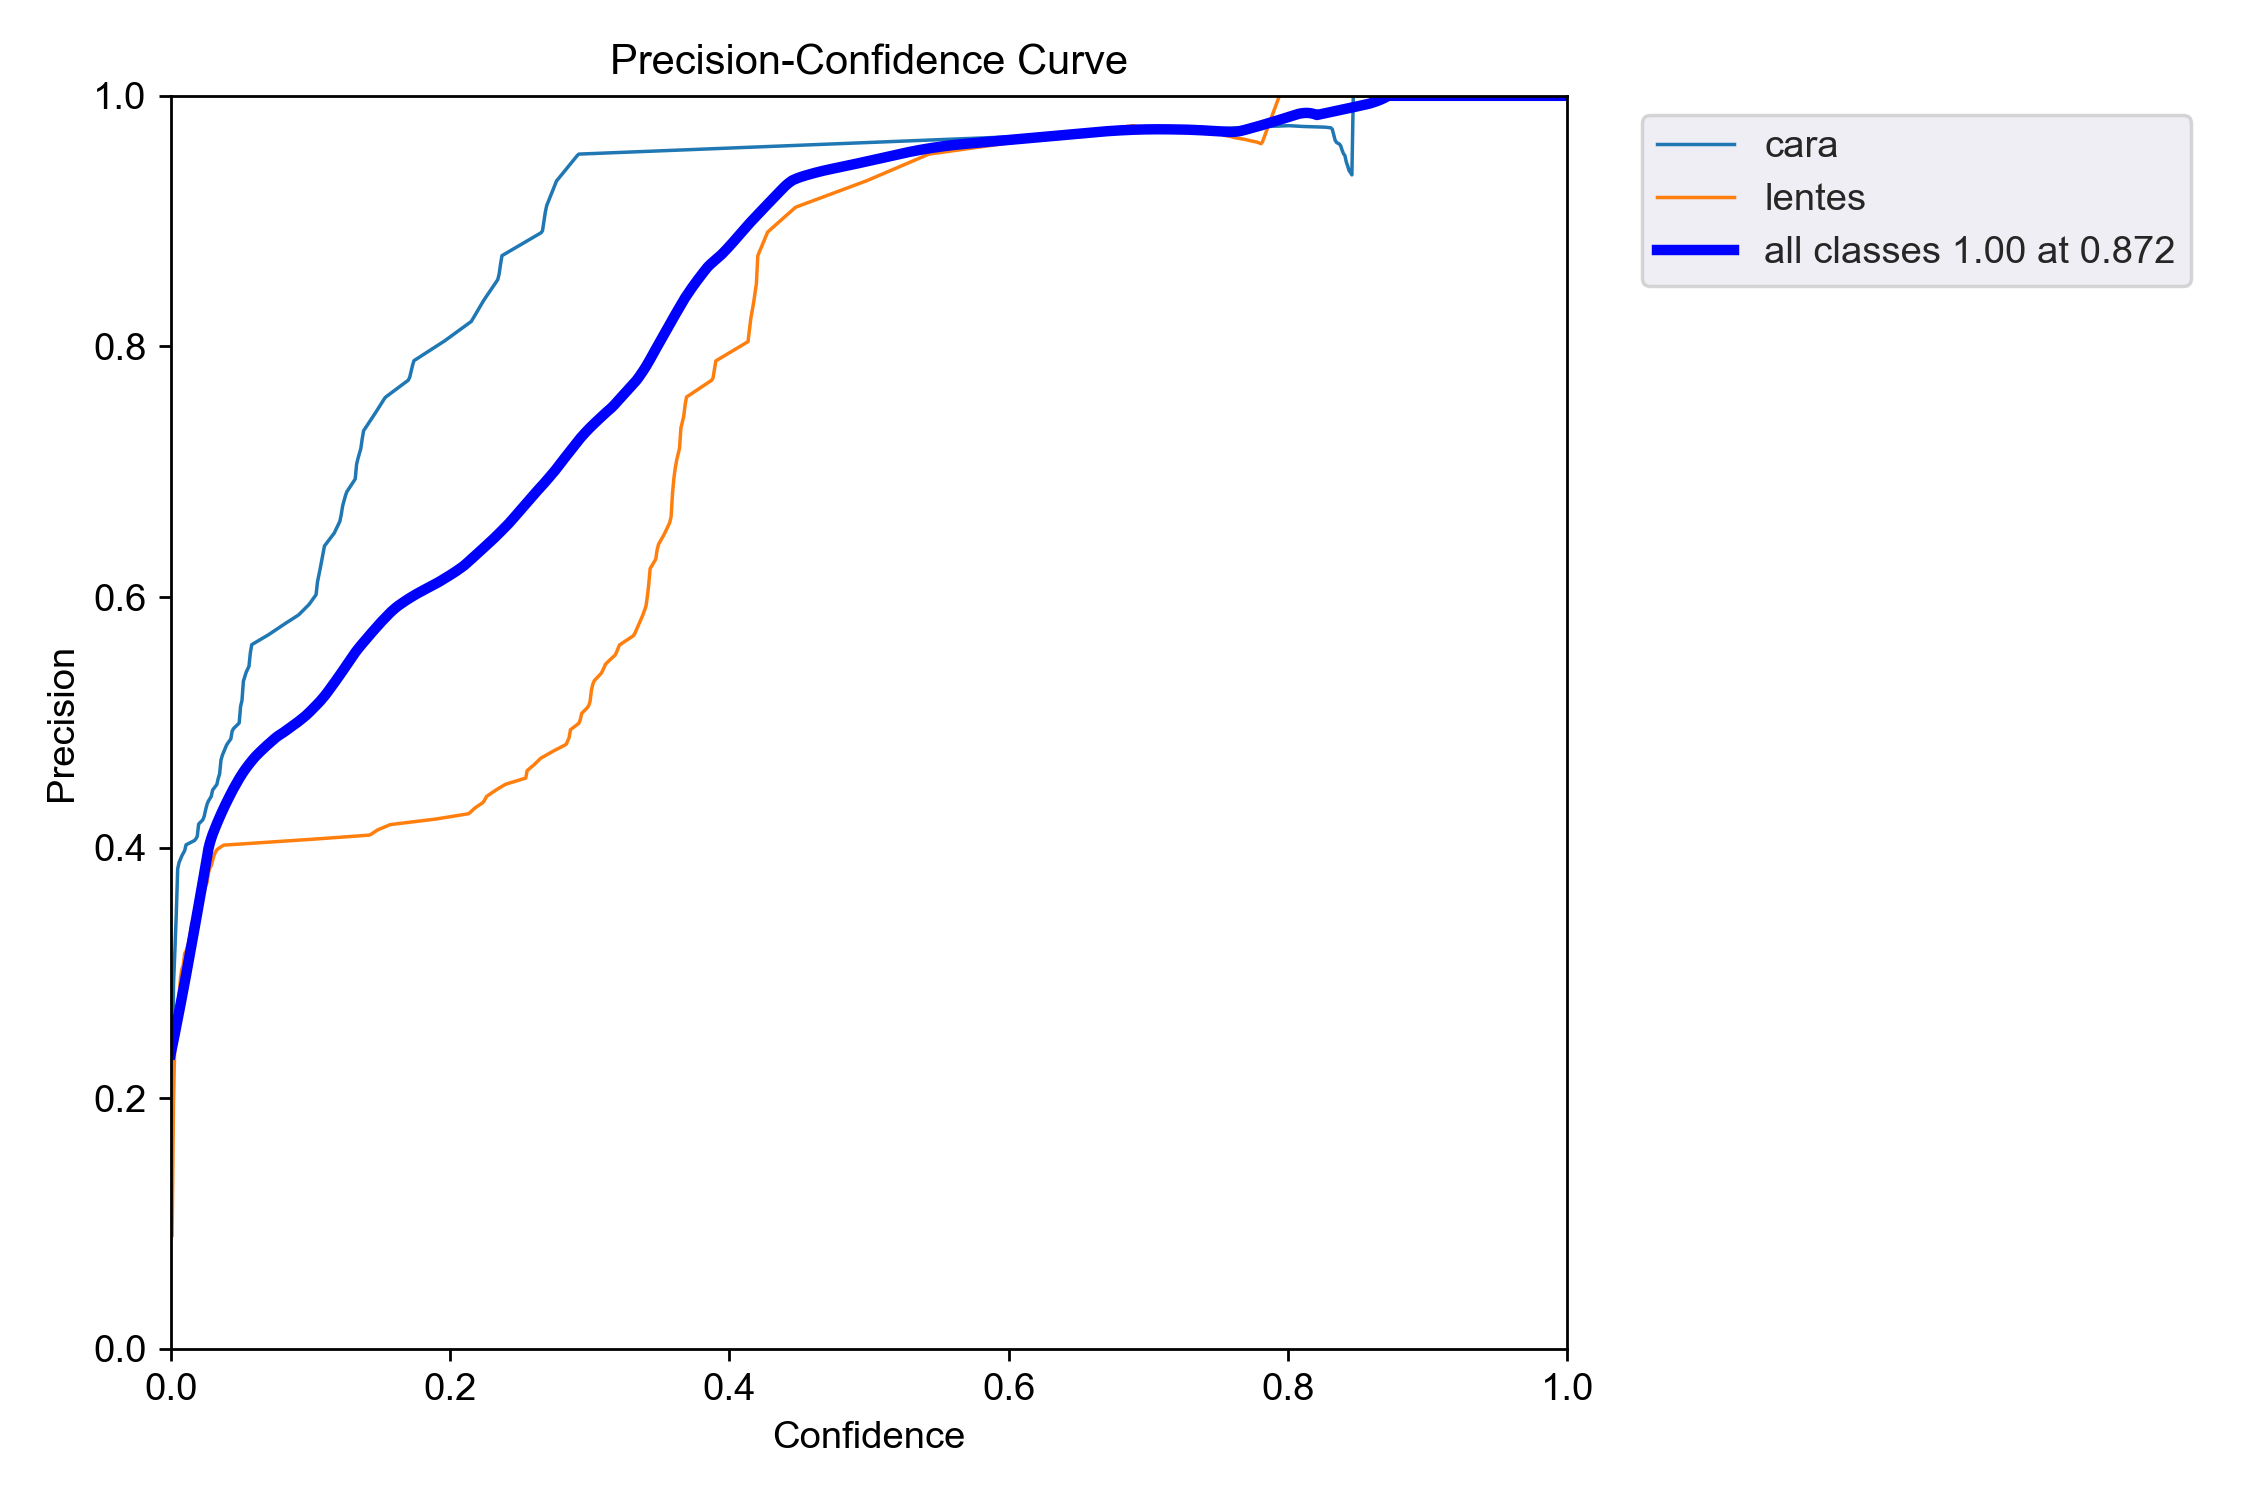 Precision-Confidence Curve
1.0
0.8
0.6
0.4
0.2
0.0
Precision
0.0 0.2 0.4 0.6 0.8 1.0
Confidence
cara
lentes
all classes 1.00 at 0.872